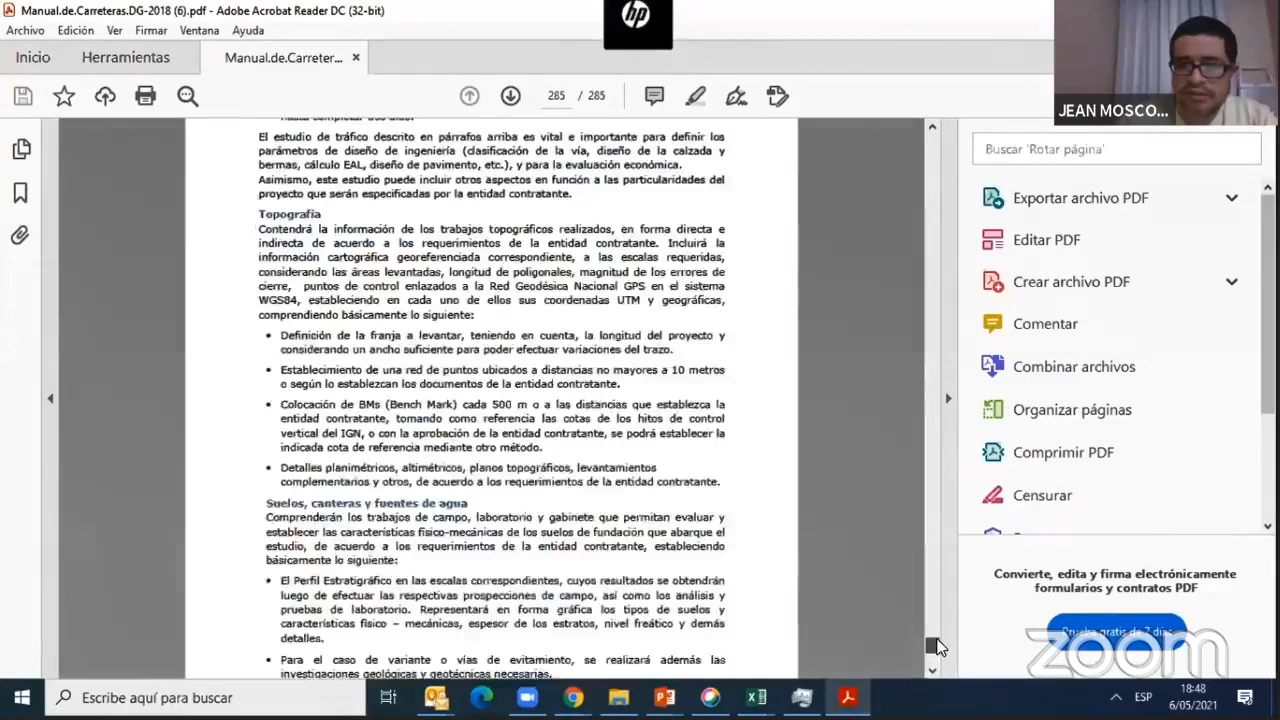 Manual.de.Carreteras.DG-2018 (6).pdf - Adobe Acrobat Reader DC (32-bit)
hp
Archivo Edición Ver Firmar Ventana Ayuda
Inicio Herramientas Manual.de.Carreter... ×
285 / 285
JEAN MOSCO...
El estudio de tráfico descrito en párrafos arriba es vital e importante para definir los
parámetros de diseño de ingeniería (clasificación de la vía, diseño de la calzada y
bermas, cálculo EAL, diseño de pavimento, etc.), y para la evaluación económica.
Asimismo, este estudio puede incluir otros aspectos en función a las particularidades del
proyecto que serán especificadas por la entidad contratante.
Topografía
Contendrá la información de los trabajos topográficos realizados, en forma directa e
indirecta de acuerdo a los requerimientos de la entidad contratante. Incluirá la
información cartográfica georeferenciada correspondiente, a las escalas requeridas,
considerando las áreas levantadas, longitud de poligonales, magnitud de los errores de
cierre, puntos de control enlazados a la Red Geodésica Nacional GPS en el sistema
WGS84, estableciendo en cada uno de ellos sus coordenadas UTM y geográficas,
comprendiendo básicamente lo siguiente:
• Definición de la franja a levantar, teniendo en cuenta, la longitud del proyecto y
considerando un ancho suficiente para poder efectuar variaciones del trazo.
• Establecimiento de una red de puntos ubicados a distancias no mayores a 10 metros
o según lo establezcan los documentos de la entidad contratante.
• Colocación de BMs (Bench Mark) cada 500 m o a las distancias que establezca la
entidad contratante, tomando como referencia las cotas de los hitos de control
vertical del IGN, o con la aprobación de la entidad contratante, se podrá establecer la
indicada cota de referencia mediante otro método.
• Detalles planimétricos, altimétricos, planos topográficos, levantamientos
complementarios y otros, de acuerdo a los requerimientos de la entidad contratante.
Suelos, canteras y fuentes de agua
Comprenderán los trabajos de campo, laboratorio y gabinete que permitan evaluar y
establecer las características físico-mecánicas de los suelos de fundación que abarque el
estudio, de acuerdo a los requerimientos de la entidad contratante, estableciendo
básicamente lo siguiente:
• El Perfil Estratigráfico en las escalas correspondientes, cuyos resultados se obtendrán
luego de efectuar las respectivas prospecciones de campo, así como los análisis y
pruebas de laboratorio. Representará en forma gráfica los tipos de suelos y
características físico – mecánicas, espesor de los estratos, nivel freático y demás
detalles.
• Para el caso de variante o vías de evitamiento, se realizará además las
investigaciones geológicas y geotécnicas necesarias.
Buscar 'Rotar página'
Exportar archivo PDF
Editar PDF
Crear archivo PDF
Comentar
Combinar archivos
Organizar páginas
Comprimir PDF
Censurar
Convierte, edita y firma electrónicamente
formularios y contratos PDF
Prueba gratis de 7 días
zoom
Escribe aquí para buscar
ESP
18:48
6/05/2021